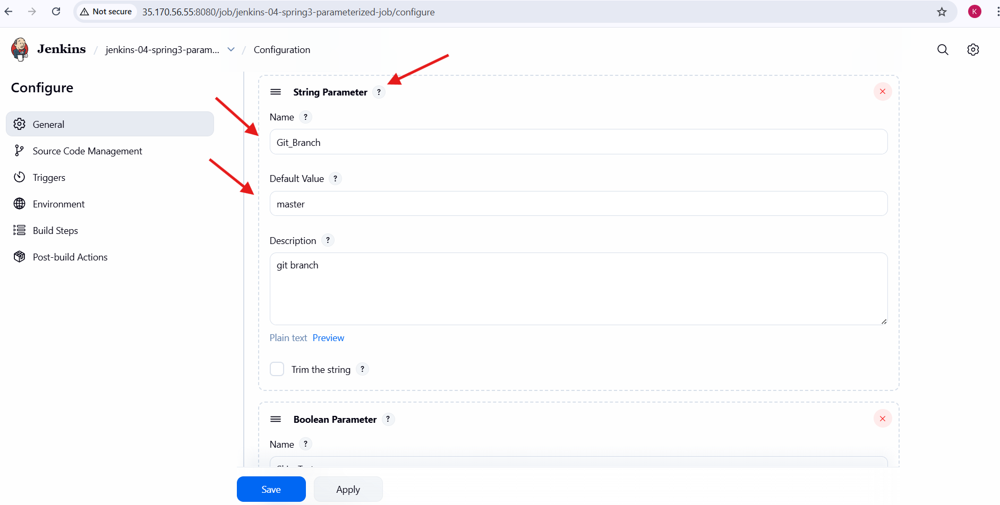 Not secure 35.170.56.55:8080/job/jenkins-04-spring3-parameterized-job/configure K
Jenkins / jenkins-04-spring3-param... / Configuration
Configure
General
Source Code Management
Triggers
Environment
Build Steps
Post-build Actions
String Parameter ?
Name ?
Git_Branch
Default Value ?
master
Description ?
git branch
Plain text Preview
Trim the string ?
Boolean Parameter ?
Name ?
Save Apply